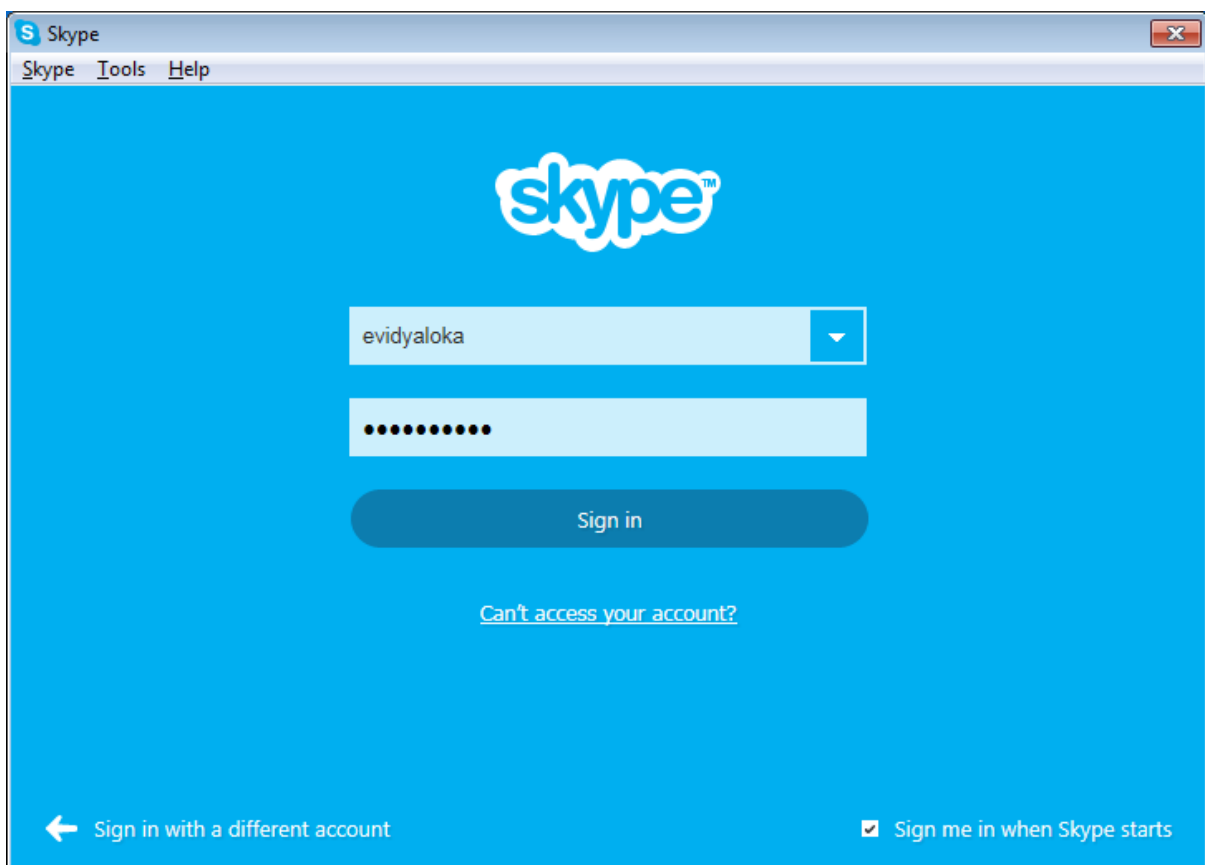 Skype
Skype Tools Help
skype™
evidyaloka
••••••••••
Sign in
Can't access your account?
Sign in with a different account
Sign me in when Skype starts